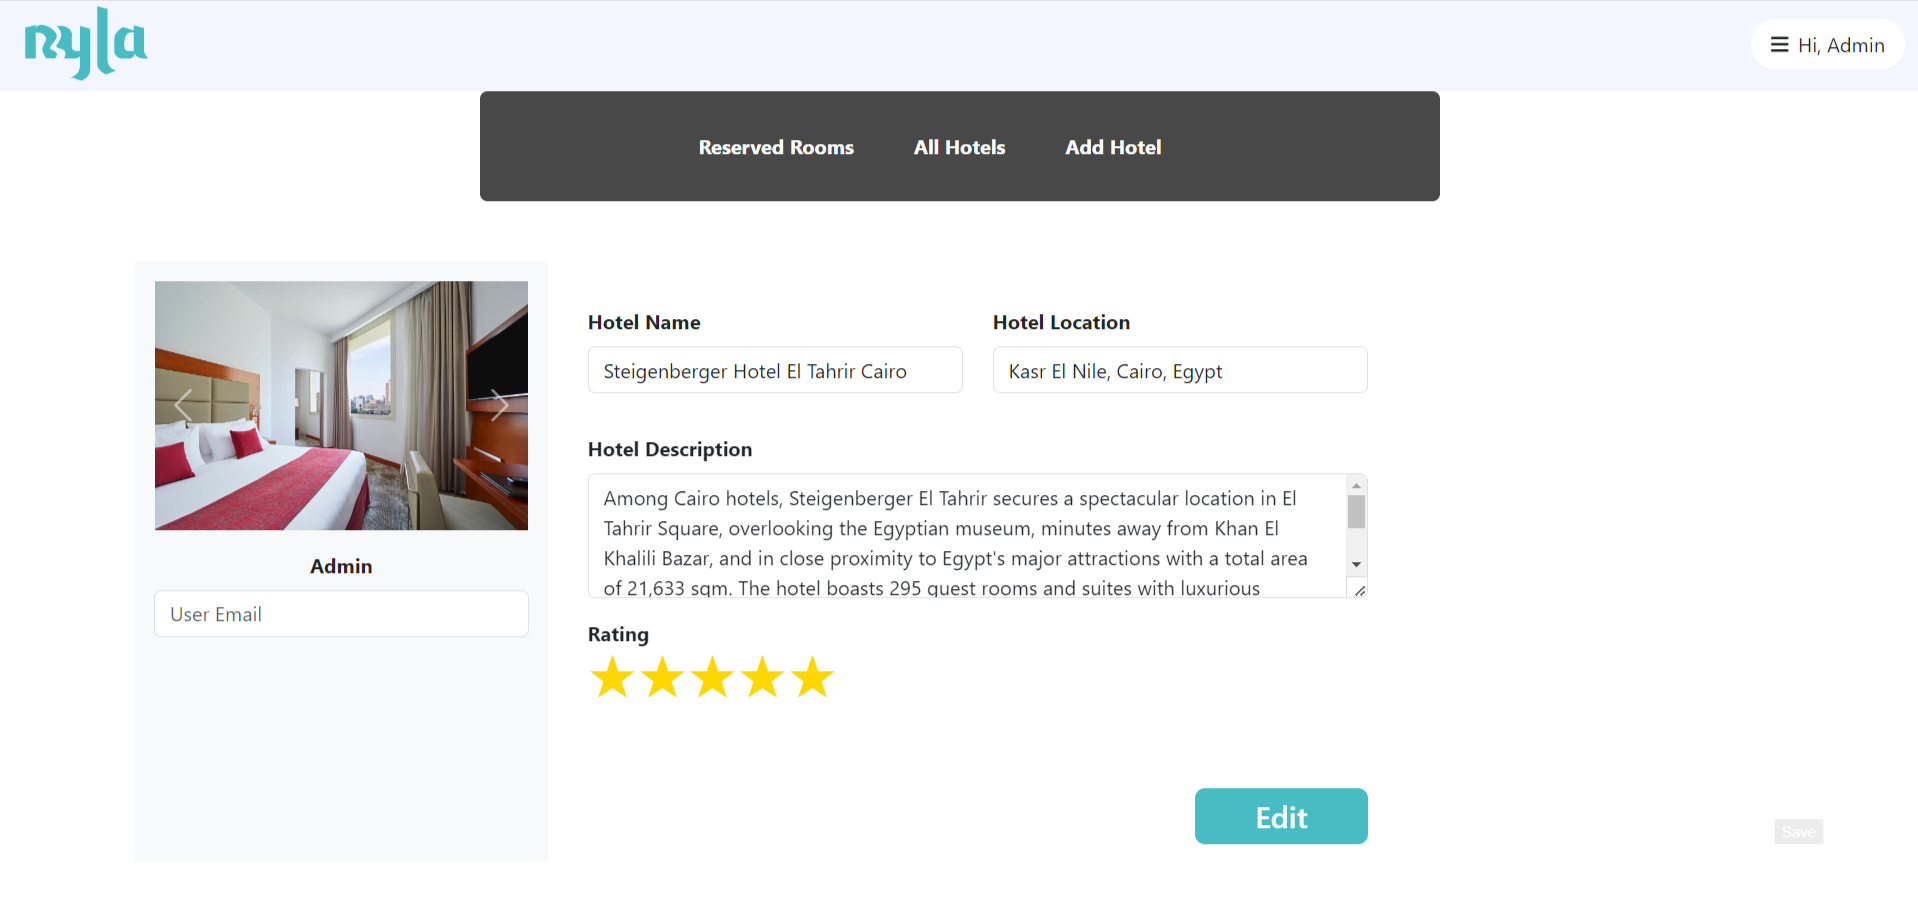 nyla
Hi, Admin
Reserved Rooms All Hotels Add Hotel
Hotel Name
Steigenberger Hotel El Tahrir Cairo
Hotel Location
Kasr El Nile, Cairo, Egypt
Hotel Description
Among Cairo hotels, Steigenberger El Tahrir secures a spectacular location in El
Tahrir Square, overlooking the Egyptian museum, minutes away from Khan El
Khalili Bazar, and in close proximity to Egypt's major attractions with a total area
of 21,633 sqm. The hotel boasts 295 guest rooms and suites with luxurious
Admin
User Email
Rating
Edit
Save